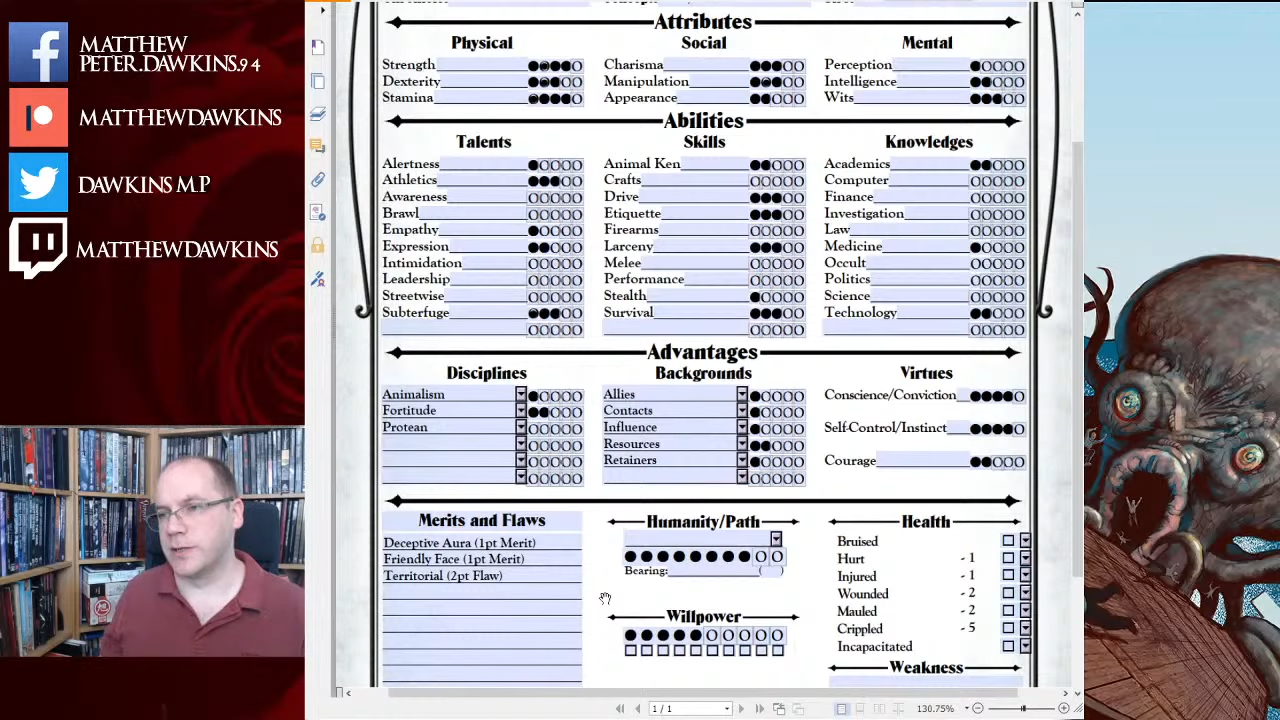 MATTHEW
PETER.DAWKINS.94
MATTHEWDAWKINS
DAWKINS M.P
MATTHEWDAWKINS
Attributes
Physical Social Mental
Strength Charisma Perception
Dexterity Manipulation Intelligence
Stamina Appearance Wits
Abilities
Talents Skills Knowledges
Alertness Animal Ken Academics
Athletics Crafts Computer
Awareness Drive Finance
Brawl Etiquette Investigation
Empathy Firearms Law
Expression Larceny Medicine
Intimidation Melee Occult
Leadership Performance Politics
Streetwise Stealth Science
Subterfuge Survival Technology
Advantages
Disciplines Backgrounds Virtues
Animalism Allies Conscience/Conviction
Fortitude Contacts
Protean Influence Self-Control/Instinct
Resources
Retainers Courage
Merits and Flaws Humanity/Path Health
Deceptive Aura (1pt Merit) Bruised
Friendly Face (1pt Merit) Hurt - 1
Territorial (2pt Flaw) Bearing: ( ) Injured - 1
Wounded - 2
Willpower Mauled - 2
Crippled - 5
Incapacitated
Weakness
1 / 1 130.75%